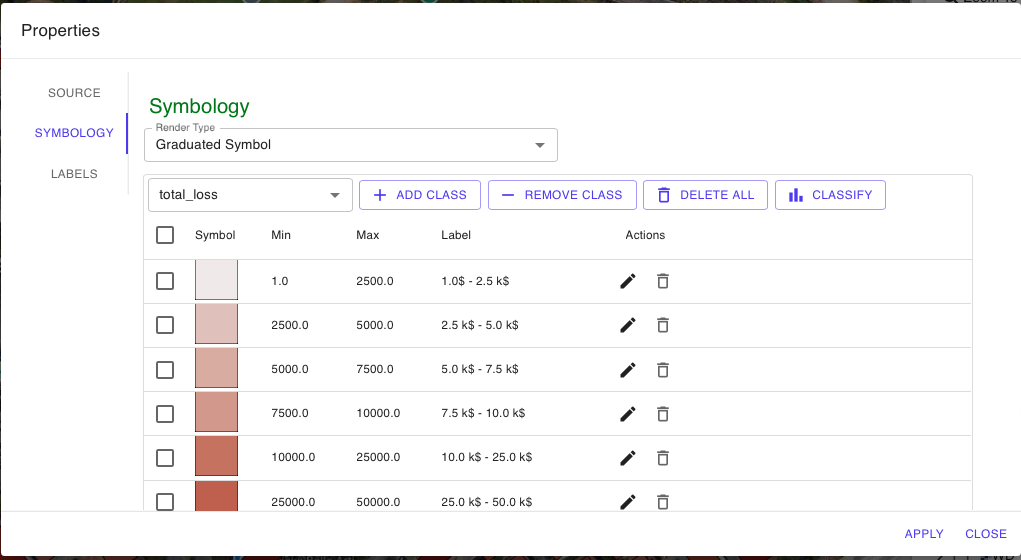 Properties
SOURCE
SYMBOLOGY
LABELS
Symbology
Render Type
Graduated Symbol
total_loss
ADD CLASS
REMOVE CLASS
DELETE ALL
CLASSIFY
Symbol Min Max Label Actions
1.0 2500.0 1.0$ - 2.5 k$
2500.0 5000.0 2.5 k$ - 5.0 k$
5000.0 7500.0 5.0 k$ - 7.5 k$
7500.0 10000.0 7.5 k$ - 10.0 k$
10000.0 25000.0 10.0 k$ - 25.0 k$
25000.0 50000.0 25.0 k$ - 50.0 k$
APPLY CLOSE